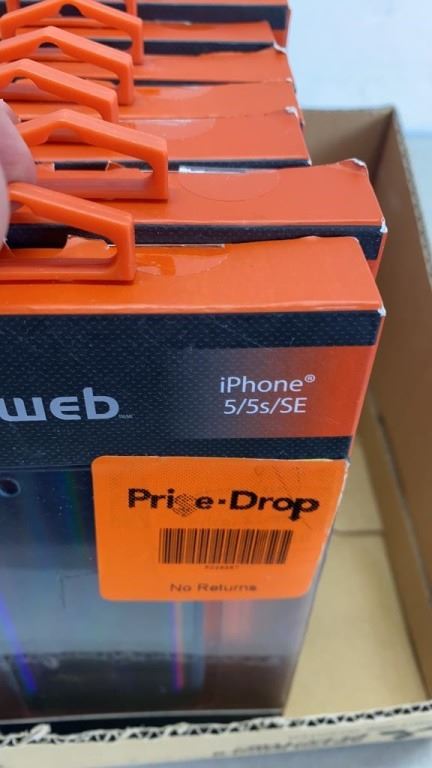 web
iPhone®
5/5s/SE
Price-Drop
No Returns